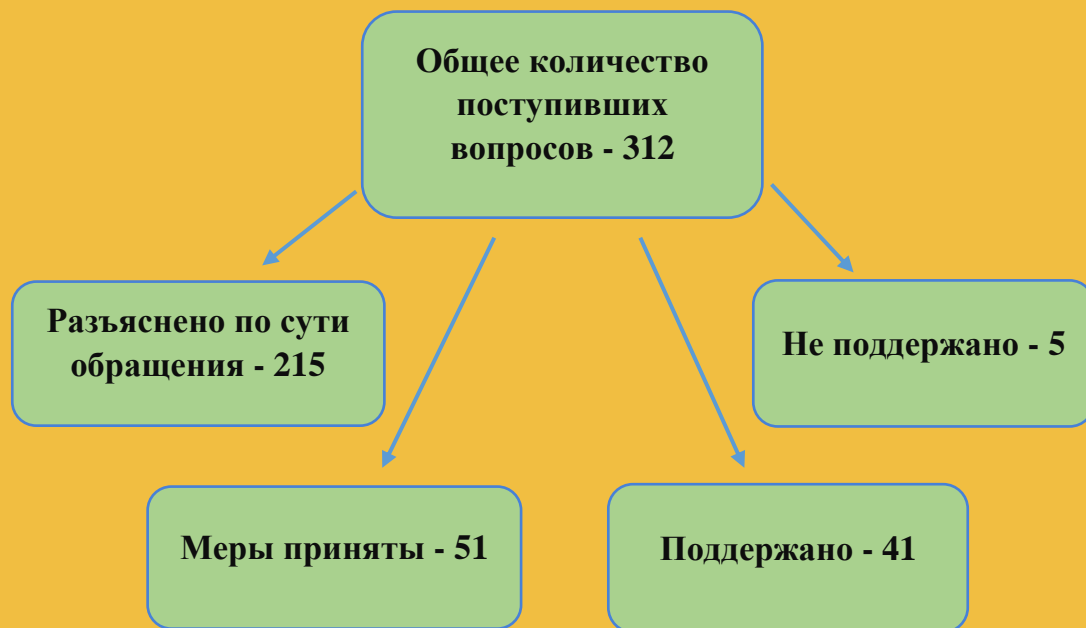 Общее количество
поступивших
вопросов - 312
Разъяснено по сути
обращения - 215
Не поддержано - 5
Меры приняты - 51
Поддержано - 41